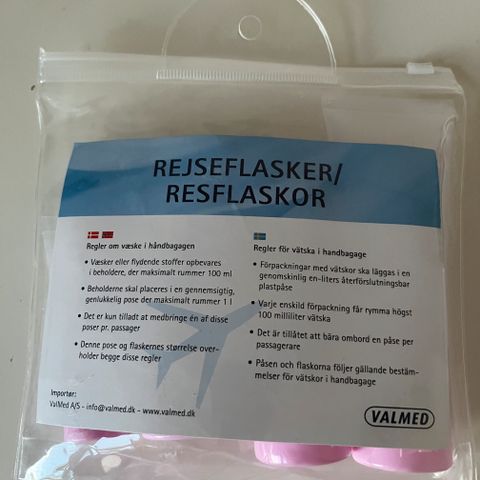 REJSEFLASKER/
RESFLASKOR
Regler om væske i håndbagagen
• Væsker eller flydende stoffer opbevares
i beholdere, der maksimalt rummer 100 ml
• Beholderne skal placeres i en gennemsigtig,
genlukkelig pose der maksimalt rummer 1 l
• Det er kun tilladt at medbringe én af disse
poser pr. passager
• Denne pose og flaskernes størrelse over-
holder begge disse regler
Regler för vätska i handbagage
• Förpackningar med vätskor ska läggas i en
genomskinlig en-liters återförslutningsbar
plastpåse
• Varje enskild förpackning får rymma högst
100 milliliter vätska
• Det är tillåtet att bära ombord en påse per
passagerare
• Påsen och flaskorna följer gällande bestäm-
melser för vätskor i handbagage
Importør:
ValMed A/S - info@valmed.dk - www.valmed.dk
VALMED